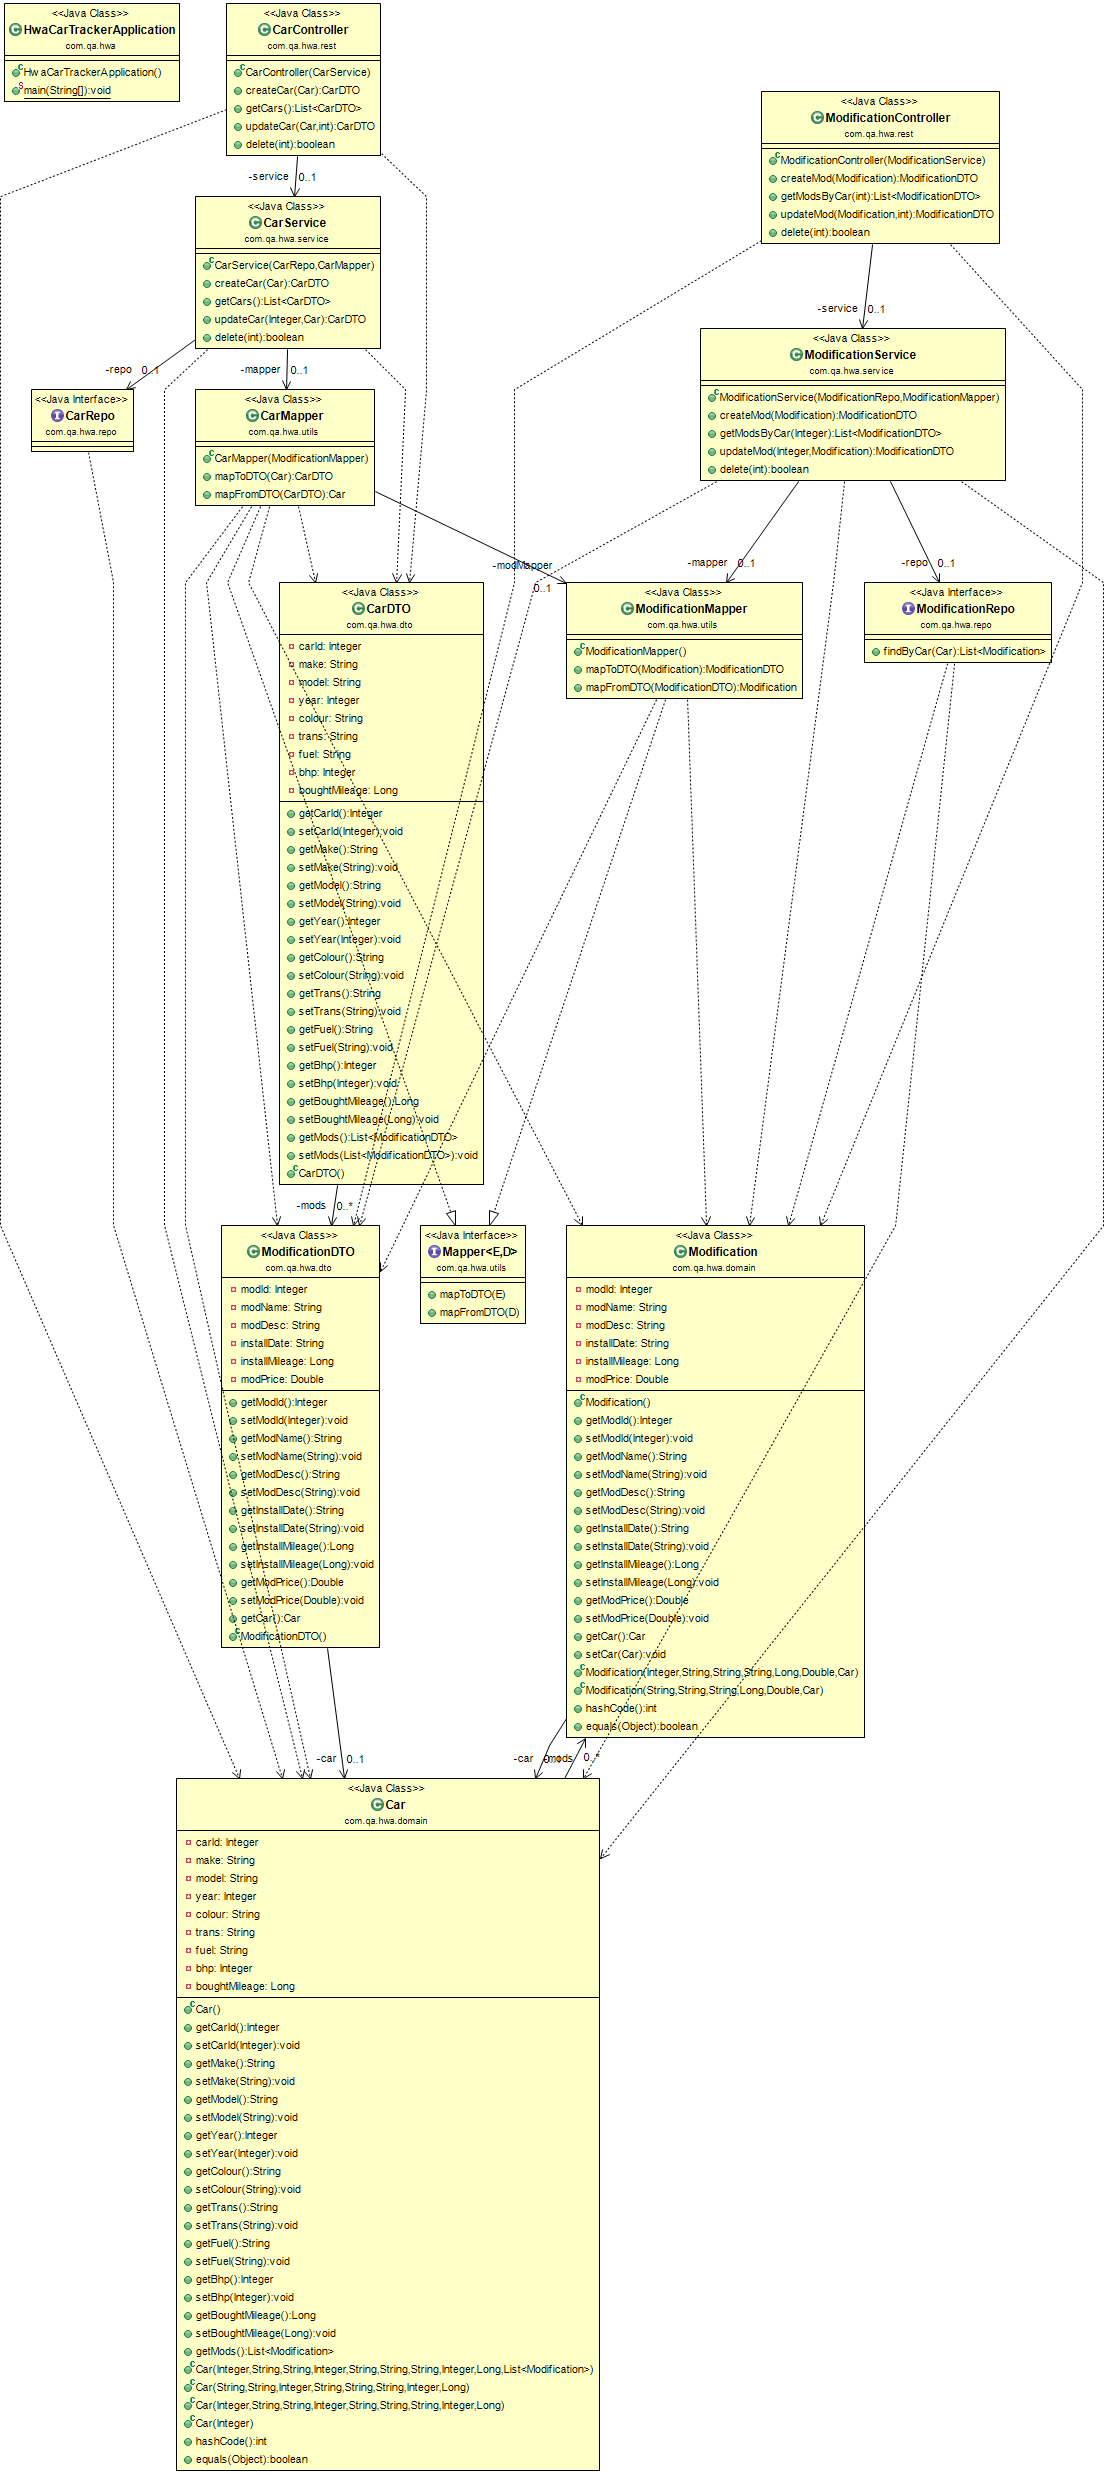 <<Java Class>>
HwaCarTrackerApplication
com.qa.hwa
HwaCarTrackerApplication()
main(String[]):void
<<Java Class>>
CarController
com.qa.hwa.rest
CarController(CarService)
createCar(Car):CarDTO
getCars():List<CarDTO>
updateCar(Car,int):CarDTO
delete(int):boolean
<<Java Class>>
ModificationController
com.qa.hwa.rest
ModificationController(ModificationService)
createMod(Modification):ModificationDTO
getModsByCar(int):List<ModificationDTO>
updateMod(Modification,int):ModificationDTO
delete(int):boolean
-service 0..1
<<Java Class>>
CarService
com.qa.hwa.service
CarService(CarRepo,CarMapper)
createCar(Car):CarDTO
getCars():List<CarDTO>
updateCar(Integer,Car):CarDTO
delete(int):boolean
-service 0..1
<<Java Class>>
ModificationService
com.qa.hwa.service
ModificationService(ModificationRepo,ModificationMapper)
createMod(Modification):ModificationDTO
getModsByCar(Integer):List<ModificationDTO>
updateMod(Integer,Modification):ModificationDTO
delete(int):boolean
-repo 0..1
-mapper 0..1
<<Java Interface>>
CarRepo
com.qa.hwa.repo
<<Java Class>>
CarMapper
com.qa.hwa.utils
CarMapper(ModificationMapper)
mapToDTO(Car):CarDTO
mapFromDTO(CarDTO):Car
-modMapper
0..1
-mapper 0..1
-repo 0..1
<<Java Class>>
CarDTO
com.qa.hwa.dto
carId: Integer
make: String
model: String
year: Integer
colour: String
trans: String
fuel: String
bhp: Integer
boughtMileage: Long
getCarId():Integer
setCarId(Integer):void
getMake():String
setMake(String):void
getModel():String
setModel(String):void
getYear():Integer
setYear(Integer):void
getColour():String
setColour(String):void
getTrans():String
setTrans(String):void
getFuel():String
setFuel(String):void
getBhp():Integer
setBhp(Integer):void
getBoughtMileage():Long
setBoughtMileage(Long):void
getMods():List<ModificationDTO>
setMods(List<ModificationDTO>):void
CarDTO()
<<Java Class>>
ModificationMapper
com.qa.hwa.utils
ModificationMapper()
mapToDTO(Modification):ModificationDTO
mapFromDTO(ModificationDTO):Modification
<<Java Interface>>
ModificationRepo
com.qa.hwa.repo
findByCar(Car):List<Modification>
-mods 0..*
<<Java Class>>
ModificationDTO
com.qa.hwa.dto
modId: Integer
modName: String
modDesc: String
installDate: String
installMileage: Long
modPrice: Double
getModId():Integer
setModId(Integer):void
getModName():String
setModName(String):void
getModDesc():String
setModDesc(String):void
getInstallDate():String
setInstallDate(String):void
getInstallMileage():Long
setInstallMileage(Long):void
getModPrice():Double
setModPrice(Double):void
getCar():Car
ModificationDTO()
<<Java Interface>>
Mapper<E,D>
com.qa.hwa.utils
mapToDTO(E)
mapFromDTO(D)
<<Java Class>>
Modification
com.qa.hwa.domain
modId: Integer
modName: String
modDesc: String
installDate: String
installMileage: Long
modPrice: Double
Modification()
getModId():Integer
setModId(Integer):void
getModName():String
setModName(String):void
getModDesc():String
setModDesc(String):void
getInstallDate():String
setInstallDate(String):void
getInstallMileage():Long
setInstallMileage(Long):void
getModPrice():Double
setModPrice(Double):void
getCar():Car
setCar(Car):void
Modification(Integer,String,String,String,Long,Double,Car)
Modification(String,String,String,Long,Double,Car)
hashCode():int
equals(Object):boolean
-car 0..1
-car 0..1
-mods 0..*
<<Java Class>>
Car
com.qa.hwa.domain
carId: Integer
make: String
model: String
year: Integer
colour: String
trans: String
fuel: String
bhp: Integer
boughtMileage: Long
Car()
getCarId():Integer
setCarId(Integer):void
getMake():String
setMake(String):void
getModel():String
setModel(String):void
getYear():Integer
setYear(Integer):void
getColour():String
setColour(String):void
getTrans():String
setTrans(String):void
getFuel():String
setFuel(String):void
getBhp():Integer
setBhp(Integer):void
getBoughtMileage():Long
setBoughtMileage(Long):void
getMods():List<Modification>
Car(Integer,String,String,Integer,String,String,String,Integer,Long,List<Modification>)
Car(String,String,Integer,String,String,String,Integer,Long)
Car(Integer,String,String,Integer,String,String,String,Integer,Long)
Car(Integer)
hashCode():int
equals(Object):boolean